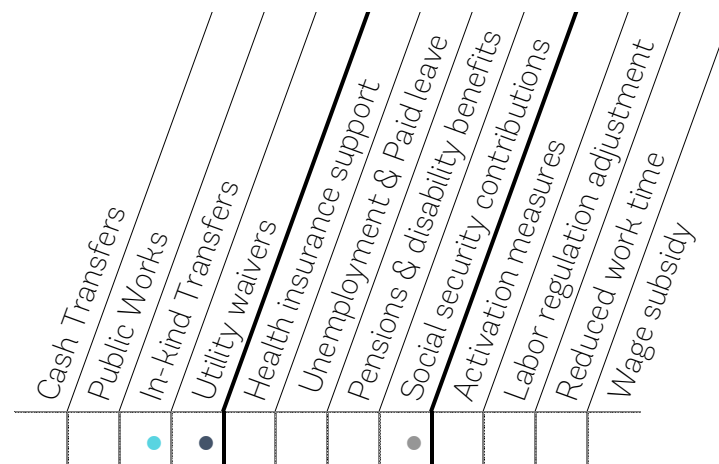 Cash Transfers
Public Works
In-kind Transfers
Utility waivers
Health insurance support
Unemployment & Paid leave
Pensions & disability benefits
Social security contributions
Activation measures
Labor regulation adjustment
Reduced work time
Wage subsidy